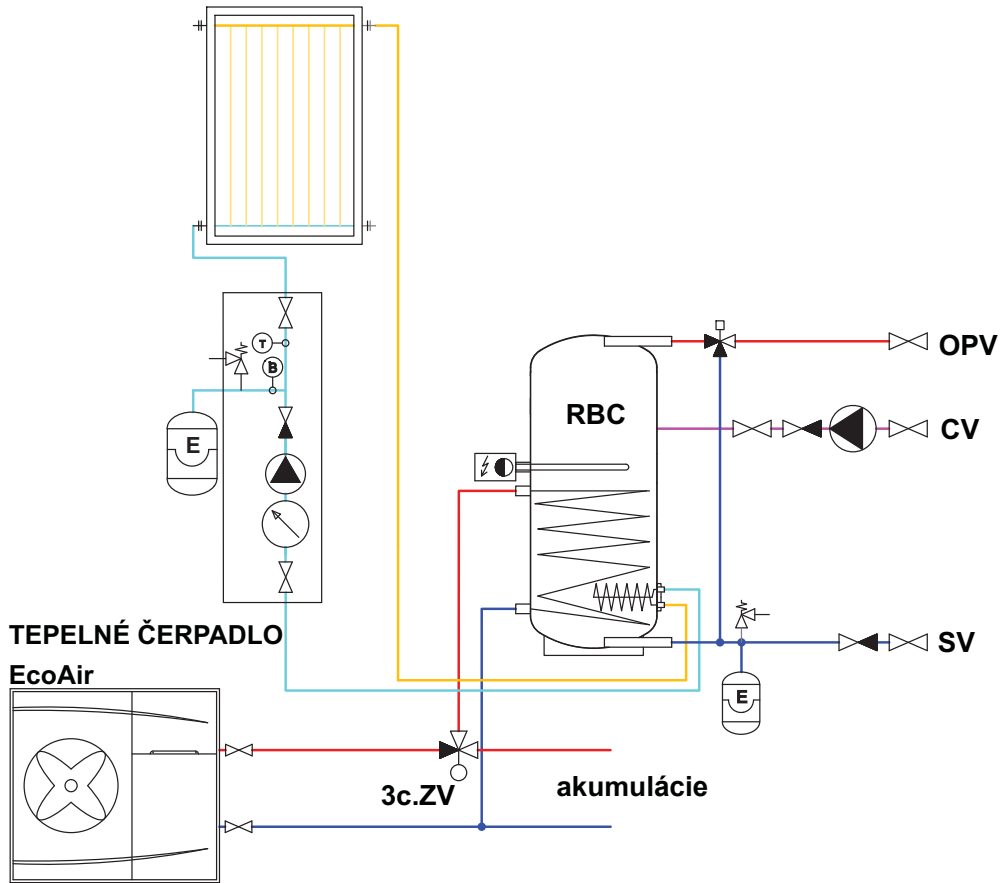 T
B
E
OPV
RBC
CV
TEPELNÉ ČERPADLO
EcoAir
SV
E
3c.ZV
akumulácie